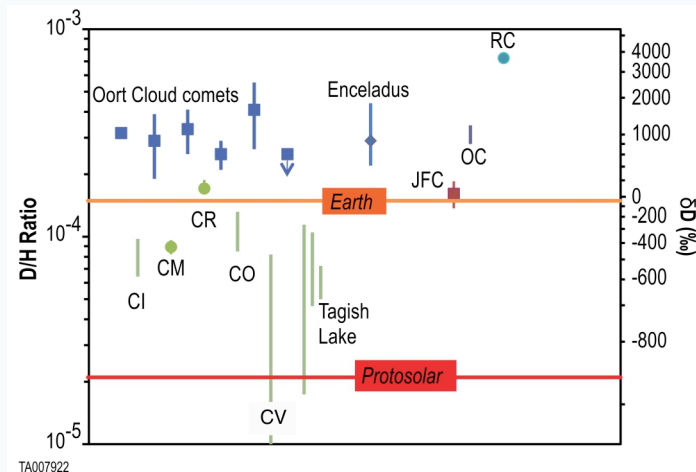 10⁻³
10⁻⁴
10⁻⁵
D/H Ratio
Oort Cloud comets
Enceladus
RC
OC
JFC
Earth
CR
CM
CI
CO
CV
Tagish
Lake
Protosolar
4000
3000
2000
1000
0
-200
-400
-600
-800
δD (‰)
TA007922